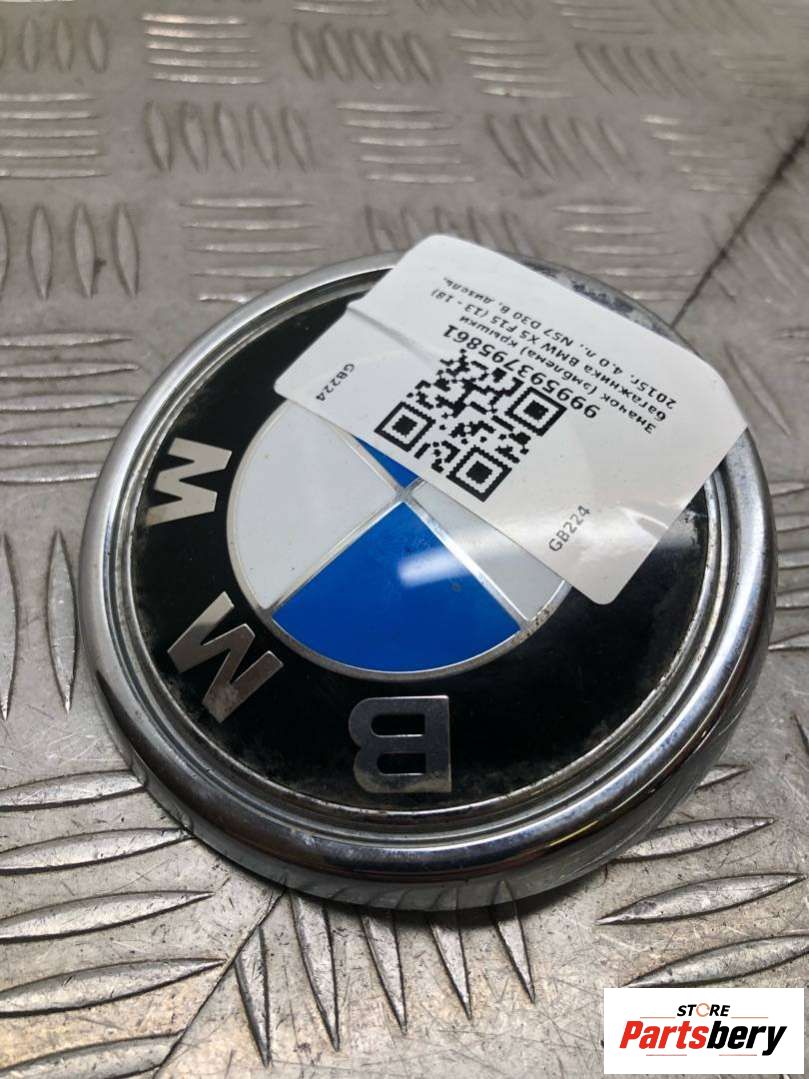 GB224
999593795861
Значок (эмблема) крышки
багажника BMW X5 F15 (13 - 18)
2015г. 4.0 л., N57 D30 B, дизель,
GB224
BMW
STORE
Partsbery